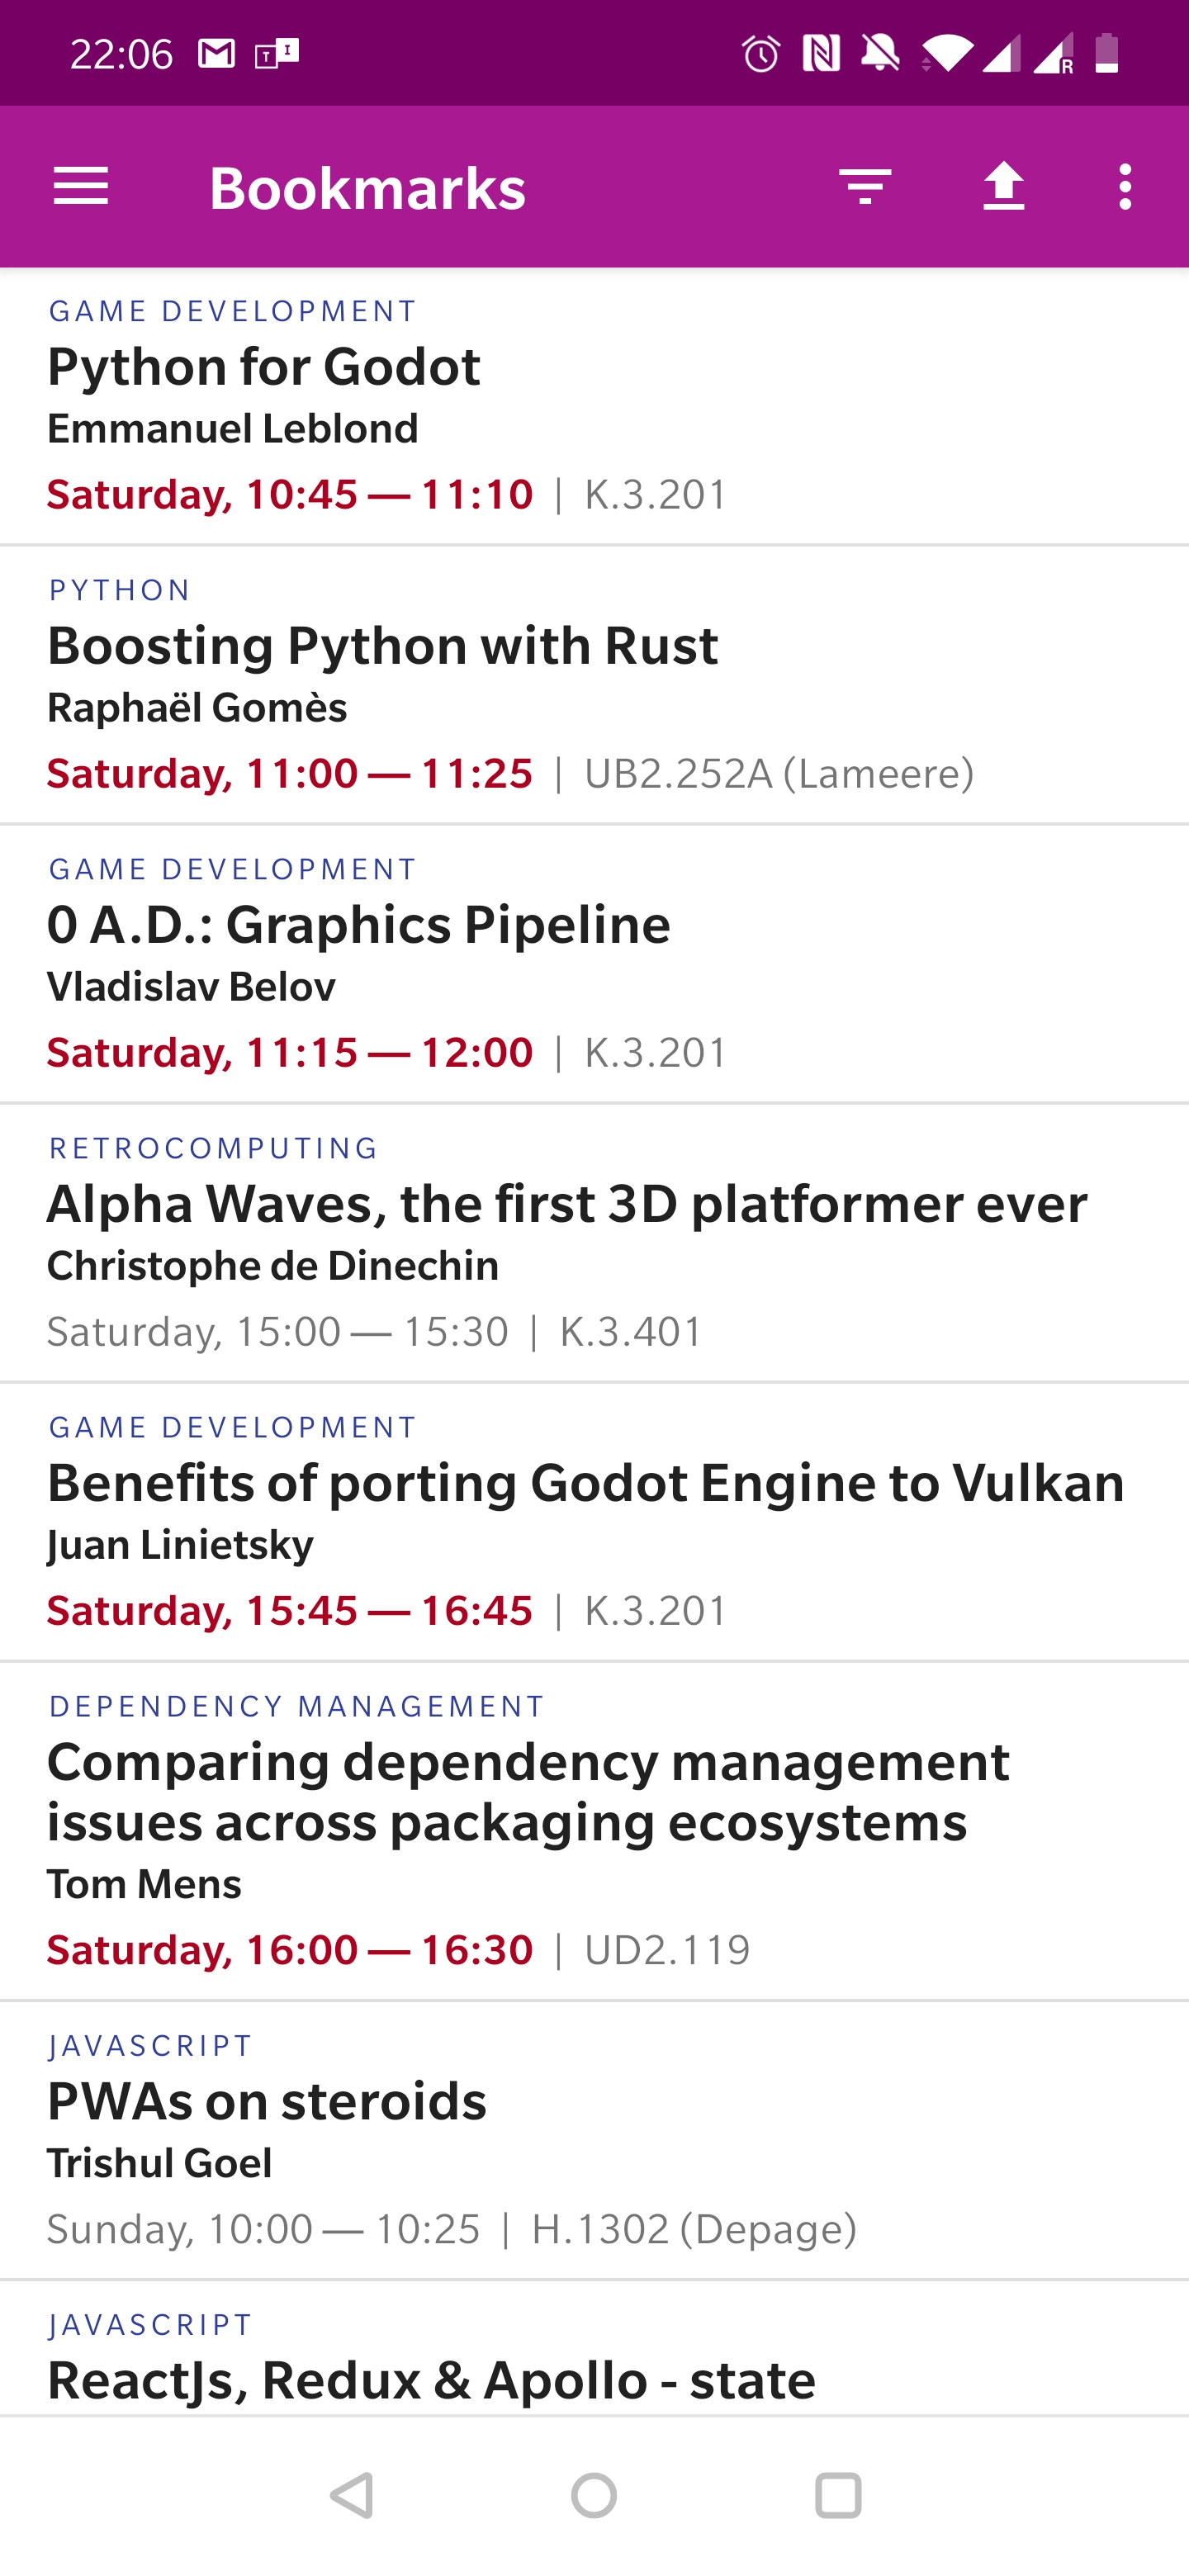 22:06
Bookmarks
GAME DEVELOPMENT
Python for Godot
Emmanuel Leblond
Saturday, 10:45 — 11:10 | K.3.201
PYTHON
Boosting Python with Rust
Raphaël Gomès
Saturday, 11:00 — 11:25 | UB2.252A (Lameere)
GAME DEVELOPMENT
0 A.D.: Graphics Pipeline
Vladislav Belov
Saturday, 11:15 — 12:00 | K.3.201
RETROCOMPUTING
Alpha Waves, the first 3D platformer ever
Christophe de Dinechin
Saturday, 15:00 — 15:30 | K.3.401
GAME DEVELOPMENT
Benefits of porting Godot Engine to Vulkan
Juan Linietsky
Saturday, 15:45 — 16:45 | K.3.201
DEPENDENCY MANAGEMENT
Comparing dependency management
issues across packaging ecosystems
Tom Mens
Saturday, 16:00 — 16:30 | UD2.119
JAVASCRIPT
PWAs on steroids
Trishul Goel
Sunday, 10:00 — 10:25 | H.1302 (Depage)
JAVASCRIPT
ReactJs, Redux & Apollo - state